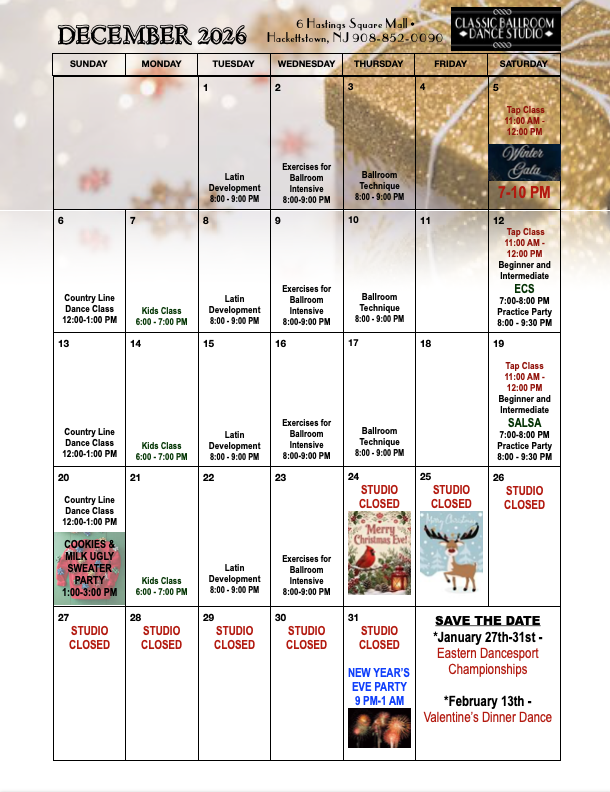 DECEMBER 2026
6 Hastings Square Mall •
Hackettstown, NJ 908-852-0090
CLASSIC BALLROOM
DANCE STUDIO
SUNDAY MONDAY TUESDAY WEDNESDAY THURSDAY FRIDAY SATURDAY
1
Latin
Development
8:00 - 9:00 PM
2
Exercises for
Ballroom
Intensive
8:00-9:00 PM
3
Ballroom
Technique
8:00 - 9:00 PM
4
5
Tap Class
11:00 AM -
12:00 PM
Winter
Gala
7-10 PM
6
Country Line
Dance Class
12:00-1:00 PM
7
Kids Class
6:00 - 7:00 PM
8
Latin
Development
8:00 - 9:00 PM
9
Exercises for
Ballroom
Intensive
8:00-9:00 PM
10
Ballroom
Technique
8:00 - 9:00 PM
11
12
Tap Class
11:00 AM -
12:00 PM
Beginner and
Intermediate
ECS
7:00-8:00 PM
Practice Party
8:00 - 9:30 PM
13
Country Line
Dance Class
12:00-1:00 PM
14
Kids Class
6:00 - 7:00 PM
15
Latin
Development
8:00 - 9:00 PM
16
Exercises for
Ballroom
Intensive
8:00-9:00 PM
17
Ballroom
Technique
8:00 - 9:00 PM
18
19
Tap Class
11:00 AM -
12:00 PM
Beginner and
Intermediate
SALSA
7:00-8:00 PM
Practice Party
8:00 - 9:30 PM
20
Country Line
Dance Class
12:00-1:00 PM
COOKIES &
MILK UGLY
SWEATER
PARTY
1:00-3:00 PM
21
Kids Class
6:00 - 7:00 PM
22
Latin
Development
8:00 - 9:00 PM
23
Exercises for
Ballroom
Intensive
8:00-9:00 PM
24
STUDIO
CLOSED
Merry
Christmas Eve!
25
STUDIO
CLOSED
Merry Christmas
26
STUDIO
CLOSED
27
STUDIO
CLOSED
28
STUDIO
CLOSED
29
STUDIO
CLOSED
30
STUDIO
CLOSED
31
STUDIO
CLOSED
NEW YEAR'S
EVE PARTY
9 PM-1 AM
SAVE THE DATE
*January 27th-31st -
Eastern Dancesport
Championships
*February 13th -
Valentine's Dinner Dance